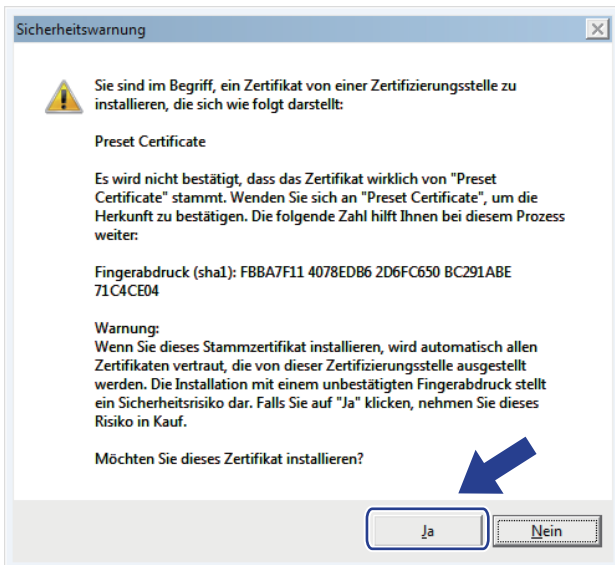 Sicherheitswarnung
Sie sind im Begriff, ein Zertifikat von einer Zertifizierungsstelle zu
installieren, die sich wie folgt darstellt:
Preset Certificate
Es wird nicht bestätigt, dass das Zertifikat wirklich von "Preset
Certificate" stammt. Wenden Sie sich an "Preset Certificate", um die
Herkunft zu bestätigen. Die folgende Zahl hilft Ihnen bei diesem Prozess
weiter:
Fingerabdruck (sha1): FBBA7F11 4078EDB6 2D6FC650 BC291ABE
71C4CE04
Warnung:
Wenn Sie dieses Stammzertifikat installieren, wird automatisch allen
Zertifikaten vertraut, die von dieser Zertifizierungsstelle ausgestellt
werden. Die Installation mit einem unbestätigten Fingerabdruck stellt
ein Sicherheitsrisiko dar. Falls Sie auf "Ja" klicken, nehmen Sie dieses
Risiko in Kauf.
Möchten Sie dieses Zertifikat installieren?
Ja
Nein